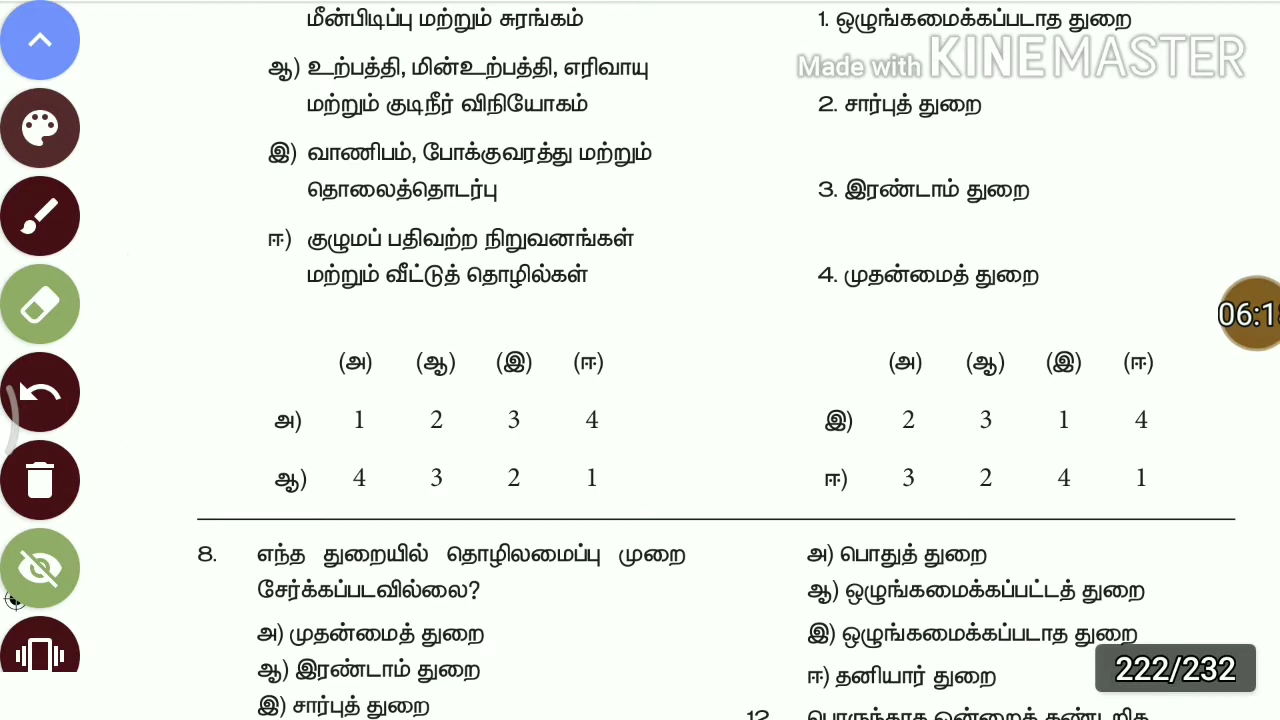 மீன்பிடிப்பு மற்றும் சுரங்கம்
1. ஒழுங்கமைக்கப்படாத துறை
Made with KINEMASTER
ஆ) உற்பத்தி, மின்உற்பத்தி, எரிவாயு
மற்றும் குடிநீர் விநியோகம்
2. சார்புத் துறை
இ) வாணிபம், போக்குவரத்து மற்றும்
தொலைத்தொடர்பு
3. இரண்டாம் துறை
ஈ) குழுமப் பதிவற்ற நிறுவனங்கள்
மற்றும் வீட்டுத் தொழில்கள்
4. முதன்மைத் துறை
06:1
(அ) (ஆ) (இ) (ஈ)
அ) 1 2 3 4
ஆ) 4 3 2 1
(அ) (ஆ) (இ) (ஈ)
இ) 2 3 1 4
ஈ) 3 2 4 1
8. எந்த துறையில் தொழிலமைப்பு முறை
சேர்க்கப்படவில்லை?
அ) முதன்மைத் துறை
ஆ) இரண்டாம் துறை
இ) சார்புத் துறை
அ) பொதுத் துறை
ஆ) ஒழுங்கமைக்கப்பட்டத் துறை
இ) ஒழுங்கமைக்கப்படாத துறை
ஈ) தனியார் துறை
222/232
12